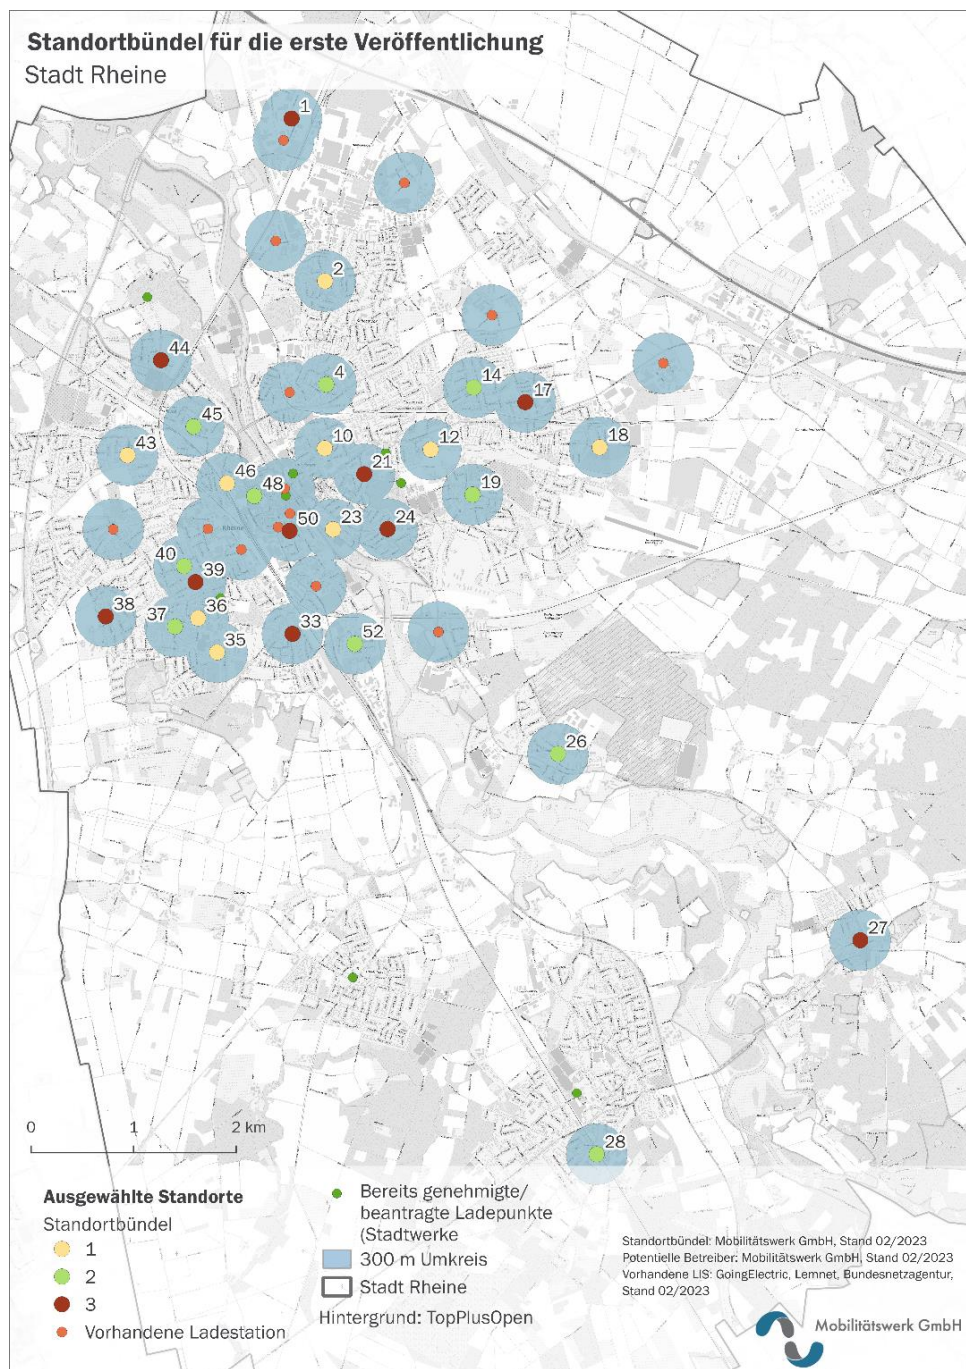 Standortbündel für die erste Veröffentlichung
Stadt Rheine
1
2
44
4
14
17
45
43
10
12
18
46
21
48
19
50
23
24
40
39
38
37
36
35
33
52
26
27
28
Rheine
0 1 2 km
Ausgewählte Standorte
Standortbündel
1
2
3
Vorhandene Ladestation
Bereits genehmigte/
beantragte Ladepunkte
(Stadtwerke
300 m Umkreis
Stadt Rheine
Hintergrund: TopPlusOpen
Standortbündel: Mobilitätswerk GmbH, Stand 02/2023
Potentielle Betreiber: Mobilitätswerk GmbH, Stand 02/2023
Vorhandene LIS: GoingElectric, Lemnet, Bundesnetzagentur,
Stand 02/2023
Mobilitätswerk GmbH